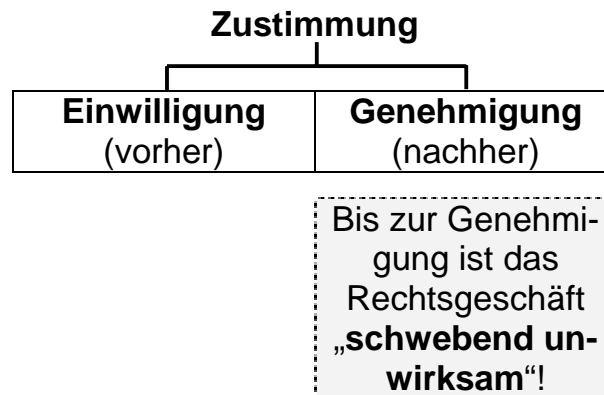 Zustimmung
Einwilligung
(vorher)
Genehmigung
(nachher)
Bis zur Genehmi-
gung ist das
Rechtsgeschäft
„schwebend un-
wirksam“!